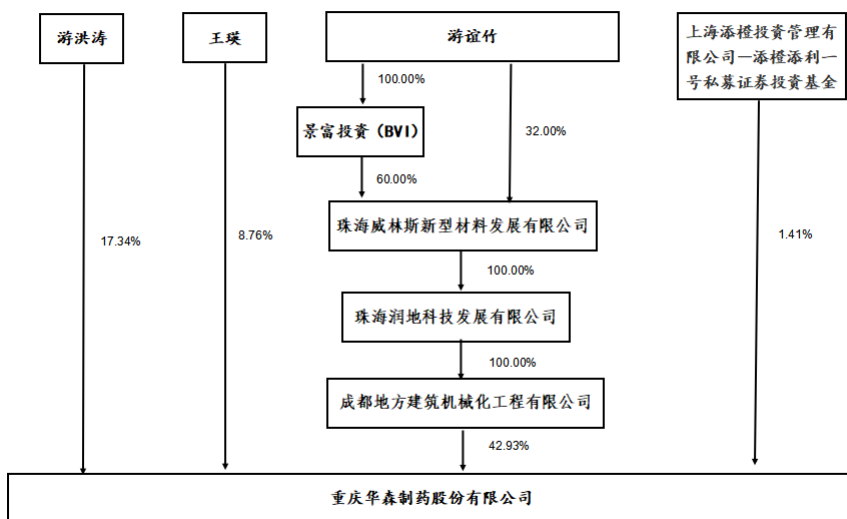 游洪涛
王瑛
游谊竹
上海添橙投资管理有
限公司—添橙添利一
号私募证券投资基金
100.00%
景富投資（BVI）
32.00%
60.00%
珠海威林斯新型材料发展有限公司
17.34%
8.76%
1.41%
100.00%
珠海润地科技发展有限公司
100.00%
成都地方建筑机械化工程有限公司
42.93%
重庆华森制药股份有限公司